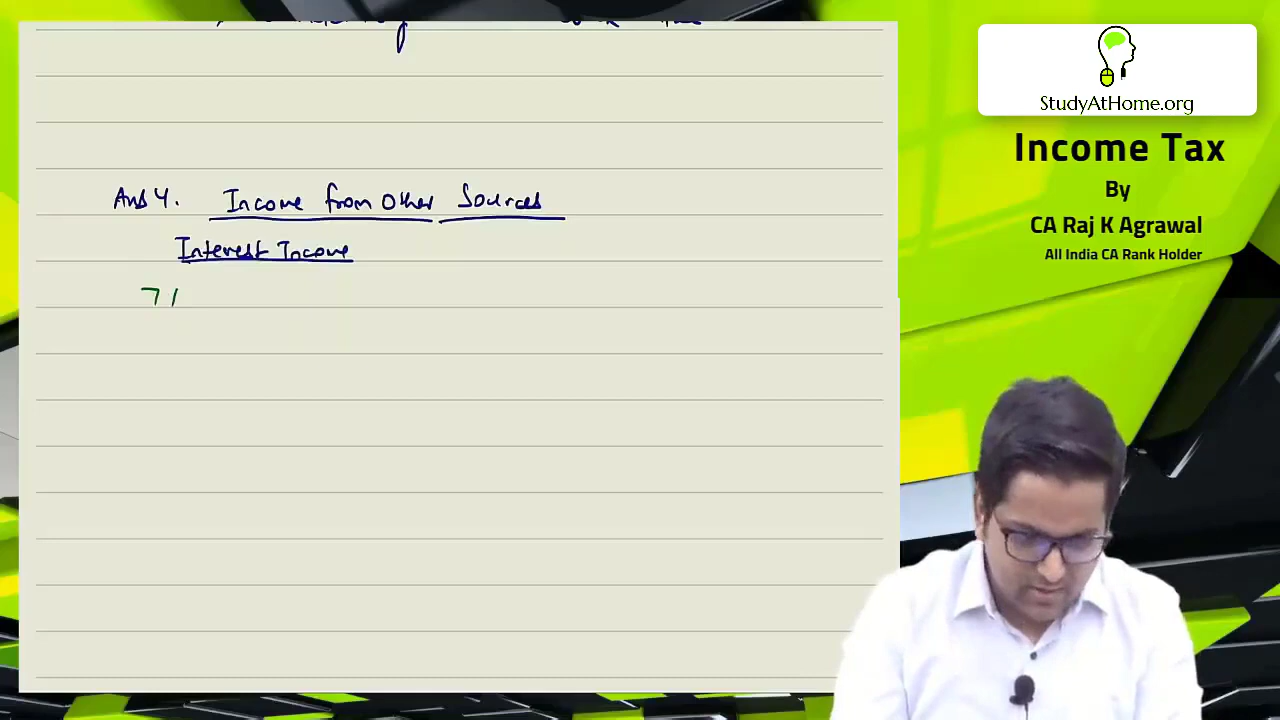 Ans 4. Income from Other Sources
Interest Income
7 /
StudyAtHome.org
Income Tax
By
CA Raj K Agrawal
All India CA Rank Holder